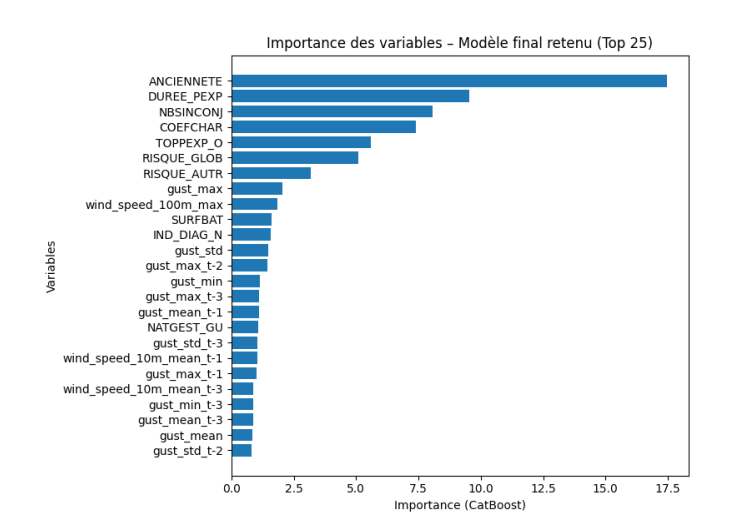 Importance des variables – Modèle final retenu (Top 25)
Variables
ANCIENNETE
DUREE_PEXP
NBSINCONJ
COEFCHAR
TOPPEXP_O
RISQUE_GLOB
RISQUE_AUTR
gust_max
wind_speed_100m_max
SURFBAT
IND_DIAG_N
gust_std
gust_max_t-2
gust_min
gust_max_t-3
gust_mean_t-1
NATGEST_GU
gust_std_t-3
wind_speed_10m_mean_t-1
gust_max_t-1
wind_speed_10m_mean_t-3
gust_min_t-3
gust_mean_t-3
gust_mean
gust_std_t-2
0.0 2.5 5.0 7.5 10.0 12.5 15.0 17.5
Importance (CatBoost)